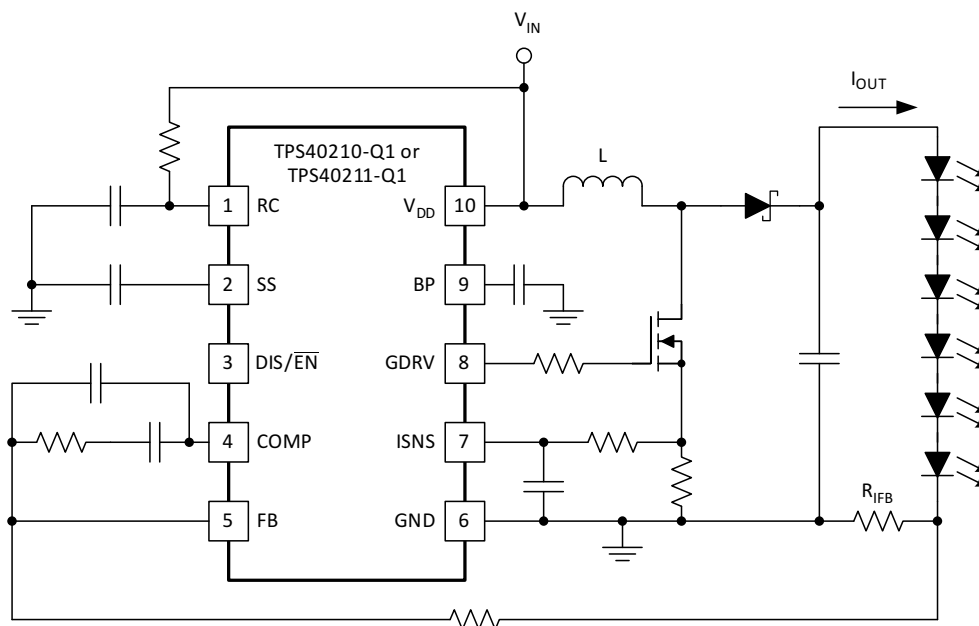 V_IN
I_OUT
TPS40210-Q1 or
TPS40211-Q1
L
1 RC
V_DD 10
2 SS
BP 9
3 DIS/E̅N̅
GDRV 8
4 COMP
ISNS 7
R_IFB
5 FB
GND 6